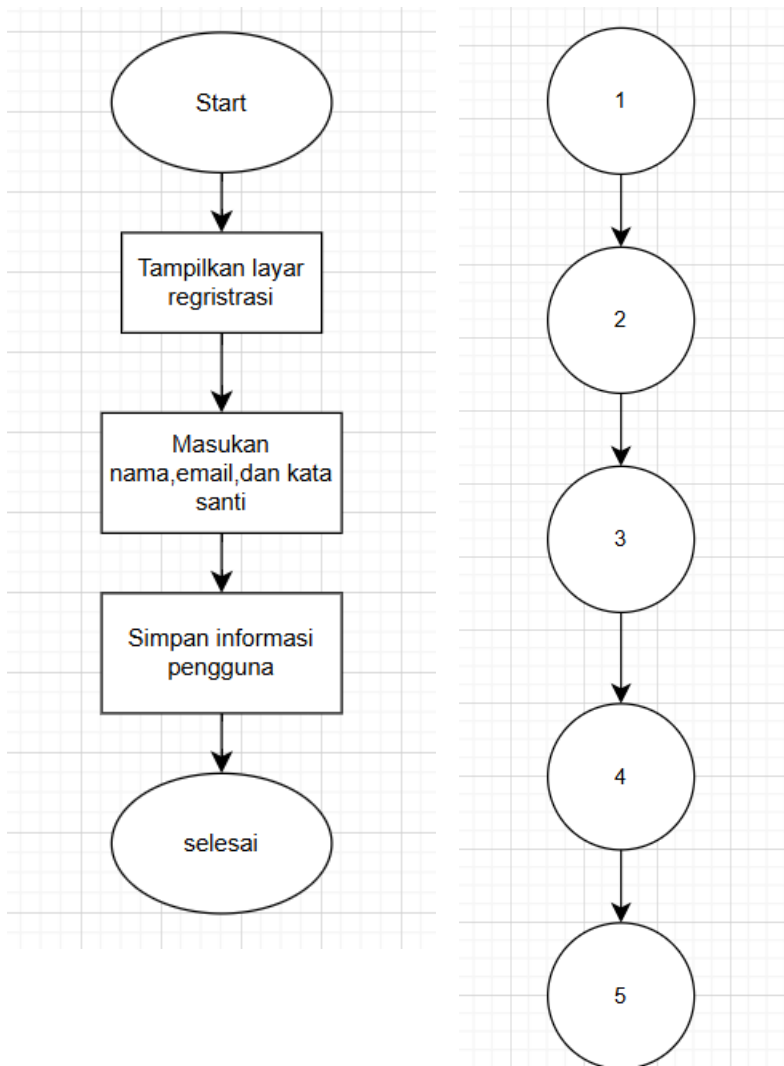 Start
Tampilkan layar
regristrasi
Masukan
nama,email,dan kata
santi
Simpan informasi
pengguna
selesai
1
2
3
4
5